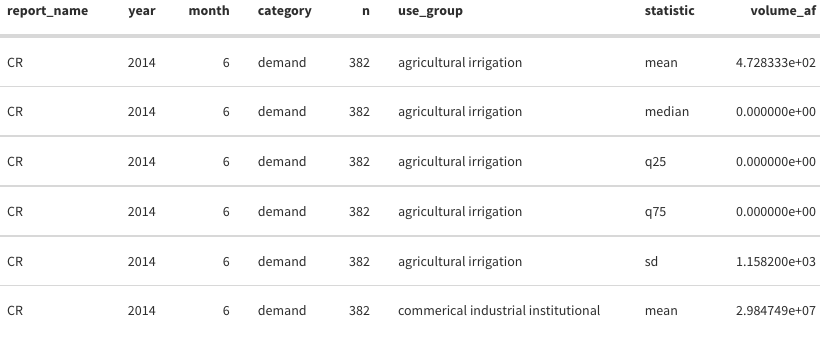 report_name year month category n use_group statistic volume_af
CR 2014 6 demand 382 agricultural irrigation mean 4.728333e+02
CR 2014 6 demand 382 agricultural irrigation median 0.000000e+00
CR 2014 6 demand 382 agricultural irrigation q25 0.000000e+00
CR 2014 6 demand 382 agricultural irrigation q75 0.000000e+00
CR 2014 6 demand 382 agricultural irrigation sd 1.158200e+03
CR 2014 6 demand 382 commerical industrial institutional mean 2.984749e+07